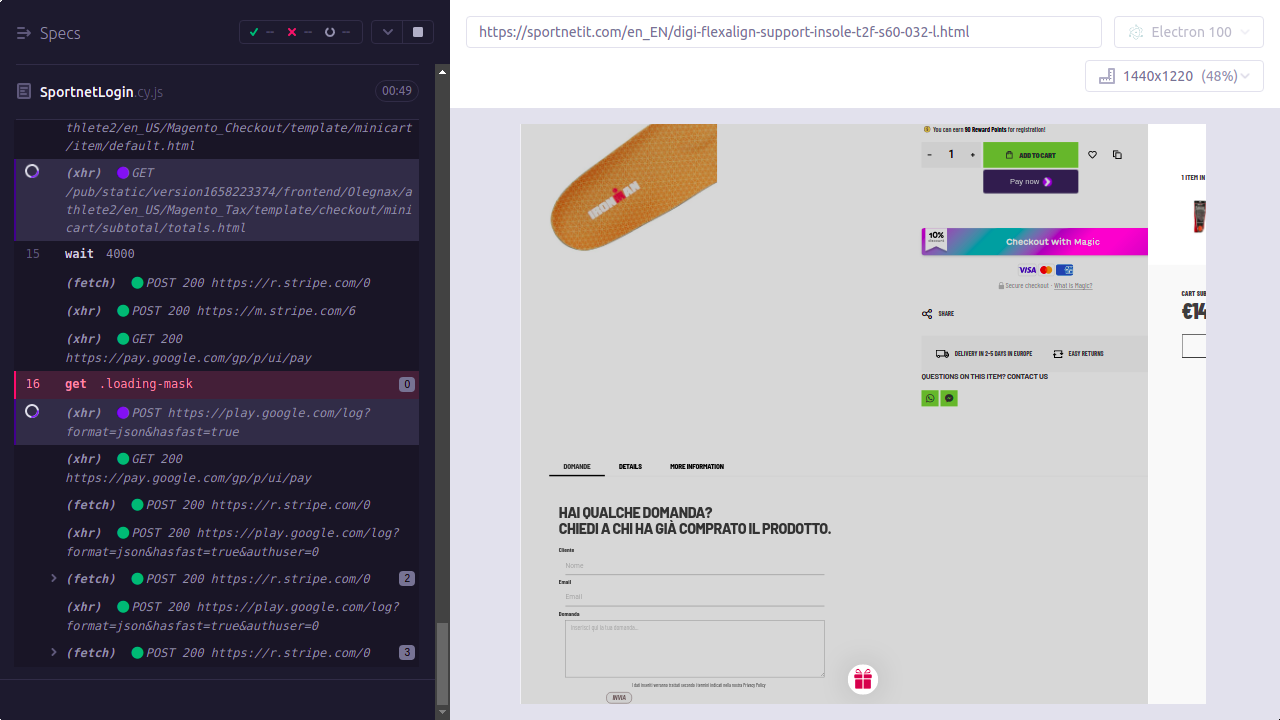 Specs
-- -- --
SportnetLogin.cy.js
00:49
thlete2/en_US/Magento_Checkout/template/minicart
/item/default.html
(xhr) GET
/pub/static/version1658223374/frontend/Olegnax/a
thlete2/en_US/Magento_Tax/template/checkout/mini
cart/subtotal/totals.html
15 wait 4000
(fetch) POST 200 https://r.stripe.com/0
(xhr) POST 200 https://m.stripe.com/6
(xhr) GET 200
https://pay.google.com/gp/p/ui/pay
16 get .loading-mask 0
(xhr) POST https://play.google.com/log?
format=json&hasfast=true
(xhr) GET 200
https://pay.google.com/gp/p/ui/pay
(fetch) POST 200 https://r.stripe.com/0
(xhr) POST 200 https://play.google.com/log?
format=json&hasfast=true&authuser=0
(fetch) POST 200 https://r.stripe.com/0 2
(xhr) POST 200 https://play.google.com/log?
format=json&hasfast=true&authuser=0
(fetch) POST 200 https://r.stripe.com/0 3
https://sportnetit.com/en_EN/digi-flexalign-support-insole-t2f-s60-032-l.html
Electron 100
1440x1220 (48%)
You can earn 90 Reward Points for registration!
- 1 +
ADD TO CART
Pay now
10%
discount
Checkout with Magic
VISA
Secure checkout · What is Magic?
SHARE
DELIVERY IN 2-5 DAYS IN EUROPE
EASY RETURNS
QUESTIONS ON THIS ITEM? CONTACT US
1 ITEM IN
CART SUB
€14
DOMANDE
DETAILS
MORE INFORMATION
HAI QUALCHE DOMANDA?
CHIEDI A CHI HA GIÀ COMPRATO IL PRODOTTO.
Cliente
Nome
Email
Email
Domanda
Inserisci qui la tua domanda...
I dati inseriti verranno trattati secondo i termini indicati nella nostra Privacy Policy
INVIA